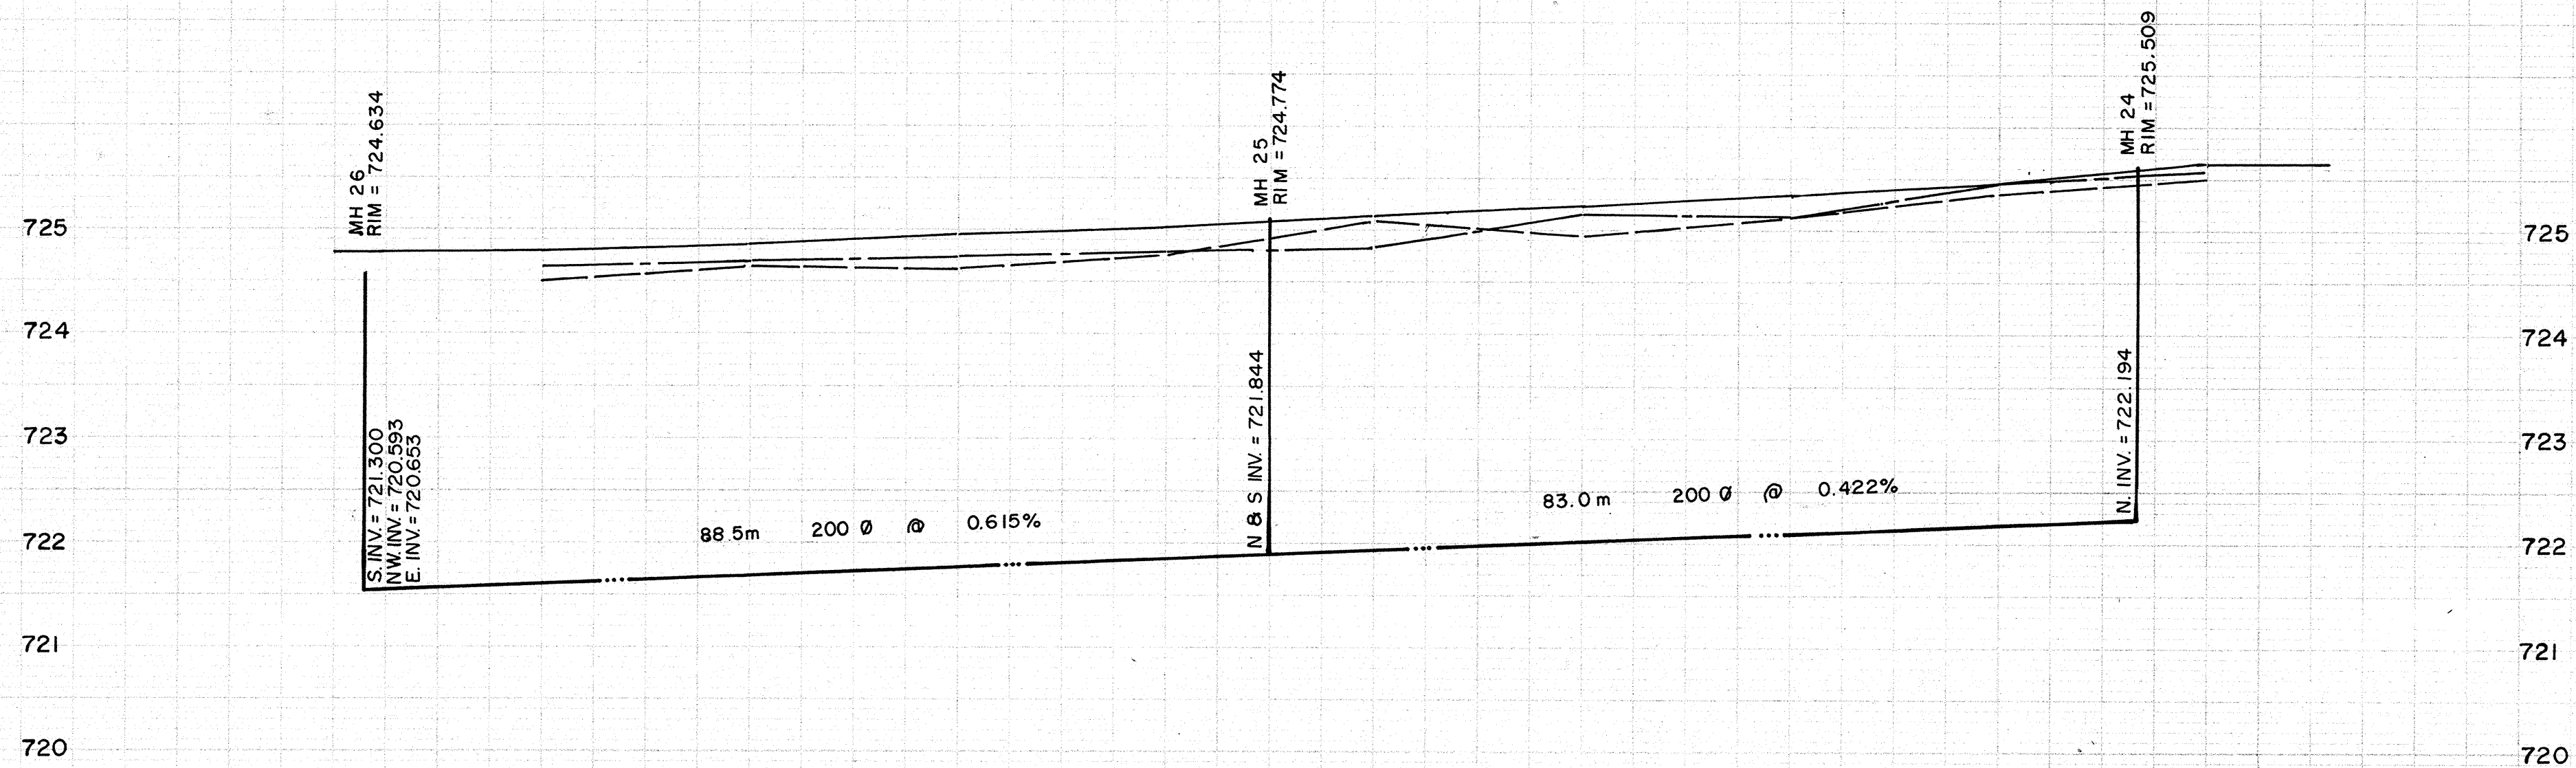 MH 26
RIM = 724.634
MH 25
RIM = 724.774
MH 24
RIM = 725.509
725
724
723
722
721
720
S. INV. = 721.300
NW. INV. = 720.593
E. INV. = 720.653
88.5m 200 Ø @ 0.615%
N & S INV. = 721.844
83.0 m 200 Ø @ 0.422%
N. INV. = 722.194
725
724
723
722
721
720